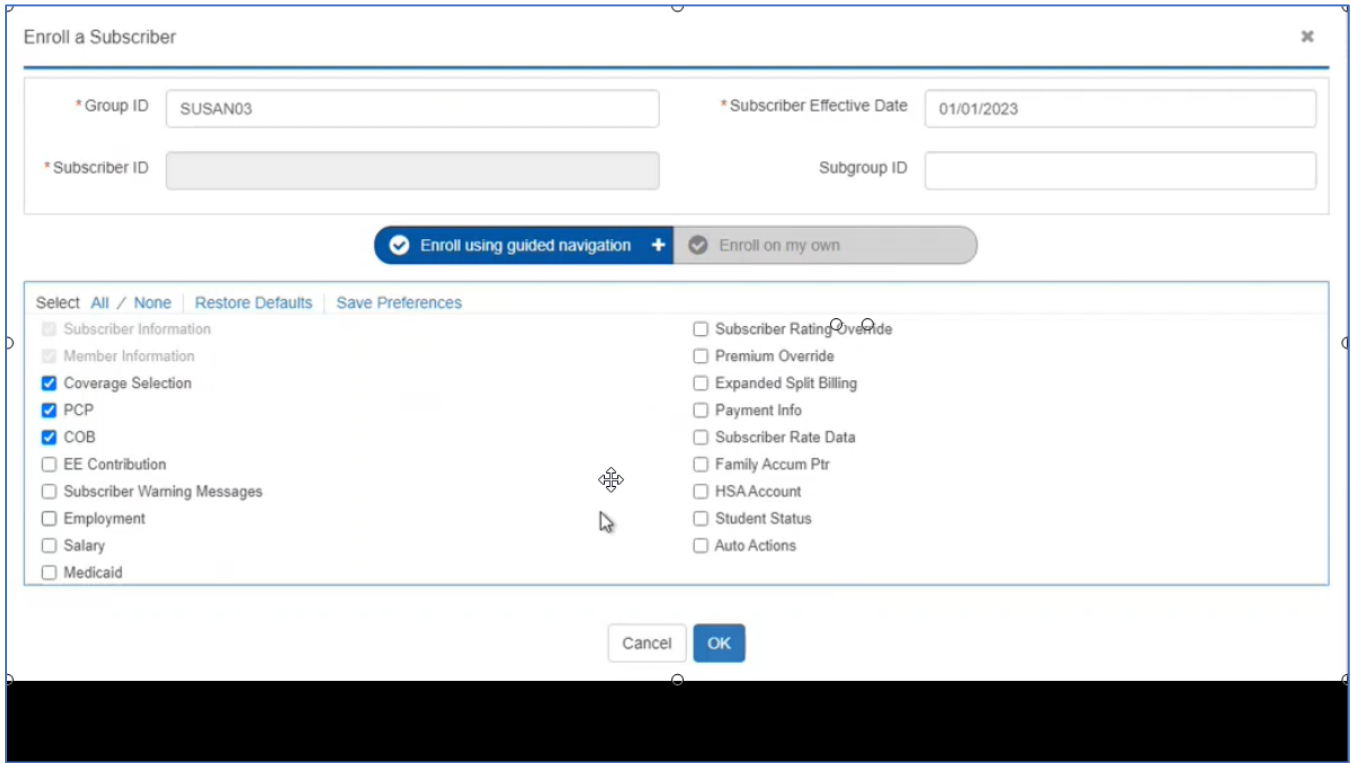 Enroll a Subscriber
* Group ID SUSAN03 * Subscriber Effective Date 01/01/2023
* Subscriber ID Subgroup ID
Enroll using guided navigation + Enroll on my own
Select All / None Restore Defaults Save Preferences
Subscriber Information
Member Information
Coverage Selection
PCP
COB
EE Contribution
Subscriber Warning Messages
Employment
Salary
Medicaid
Subscriber Rating Override
Premium Override
Expanded Split Billing
Payment Info
Subscriber Rate Data
Family Accum Ptr
HSA Account
Student Status
Auto Actions
Cancel OK